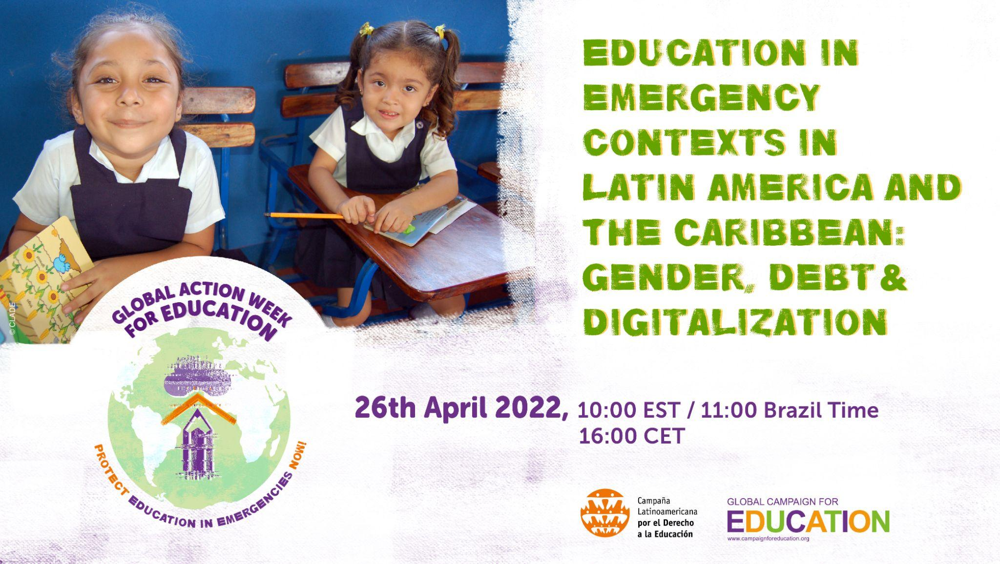 EDUCATION IN
EMERGENCY
CONTEXTS IN
LATIN AMERICA AND
THE CARIBBEAN:
GENDER, DEBT &
DIGITALIZATION
© CLADE
GLOBAL ACTION WEEK
FOR EDUCATION
PROTECT EDUCATION IN EMERGENCIES NOW!
26th April 2022, 10:00 EST / 11:00 Brazil Time
16:00 CET
Campaña
Latinoamericana
por el Derecho
a la Educación
GLOBAL CAMPAIGN FOR
EDUCATION
www.campaignforeducation.org